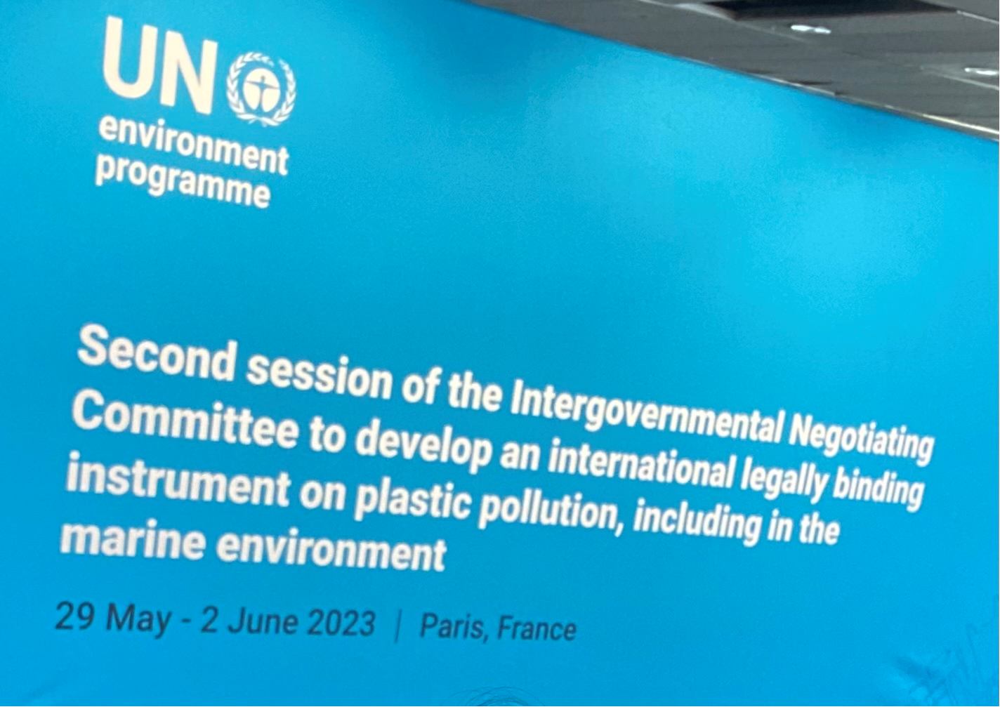 UN
environment
programme
Second session of the Intergovernmental Negotiating
Committee to develop an international legally binding
instrument on plastic pollution, including in the
marine environment
29 May - 2 June 2023 | Paris, France